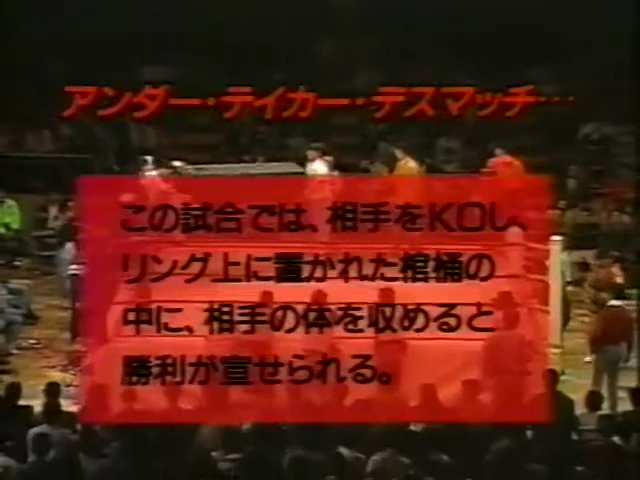 アンダー・テイカー・デスマッチ…
この試合では、相手をKOし、
リング上に置かれた棺桶の
中に、相手の体を収めると
勝利が宣せられる。